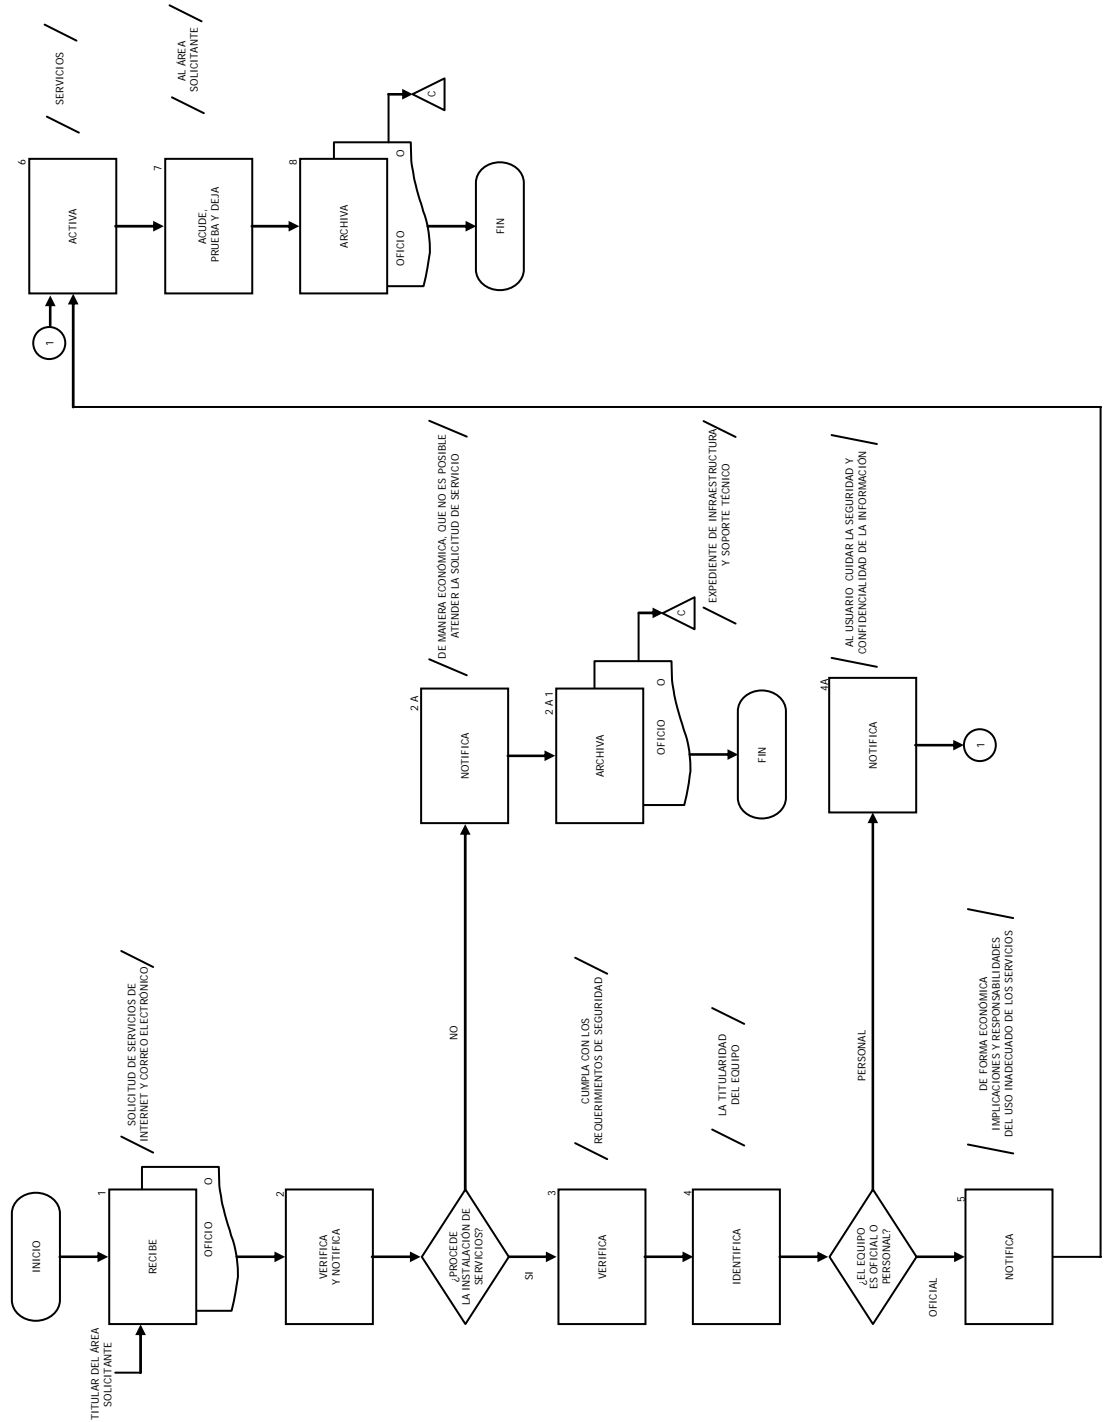 INICIO
TITULAR DEL ÁREA
SOLICITANTE
1
RECIBE
OFICIO
O
SOLICITUD DE SERVICIOS DE
INTERNET Y CORREO ELECTRÓNICO
2
VERIFICA
Y NOTIFICA
¿PROCEDE
LA INSTALACIÓN DE
SERVICIOS?
NO
SI
2 A
NOTIFICA
DE MANERA ECONÓMICA, QUE NO ES POSIBLE
ATENDER LA SOLICITUD DE SERVICIO
2 A 1
ARCHIVA
OFICIO
O
C
EXPEDIENTE DE INFRAESTRUCTURA
Y SOPORTE TÉCNICO
FIN
3
VERIFICA
CUMPLA CON LOS
REQUERIMIENTOS DE SEGURIDAD
4
IDENTIFICA
LA TITULARIDAD
DEL EQUIPO
¿EL EQUIPO
ES OFICIAL O
PERSONAL?
PERSONAL
OFICIAL
4A
NOTIFICA
AL USUARIO CUIDAR LA SEGURIDAD Y
CONFIDENCIALIDAD DE LA INFORMACIÓN
1
5
NOTIFICA
DE FORMA ECONÓMICA
IMPLICACIONES Y RESPONSABILIDADES
DEL USO INADECUADO DE LOS SERVICIOS
1
6
ACTIVA
SERVICIOS
7
ACUDE,
PRUEBA Y DEJA
AL ÁREA
SOLICITANTE
8
ARCHIVA
OFICIO
O
C
FIN